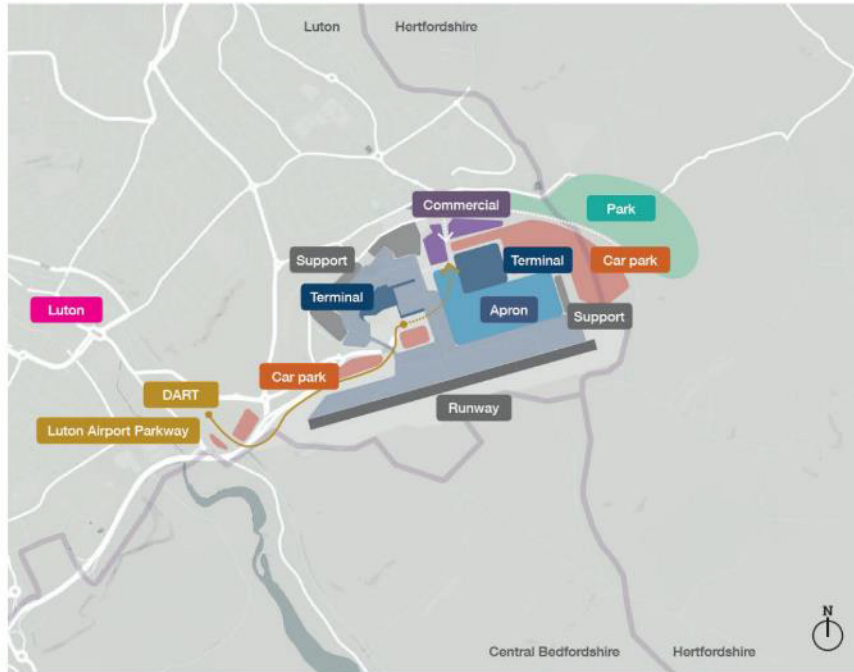 Luton
Hertfordshire
Commercial
Park
Support
Terminal
Car park
Terminal
Luton
Apron
Support
Car park
DART
Runway
Luton Airport Parkway
N
Central Bedfordshire
Hertfordshire